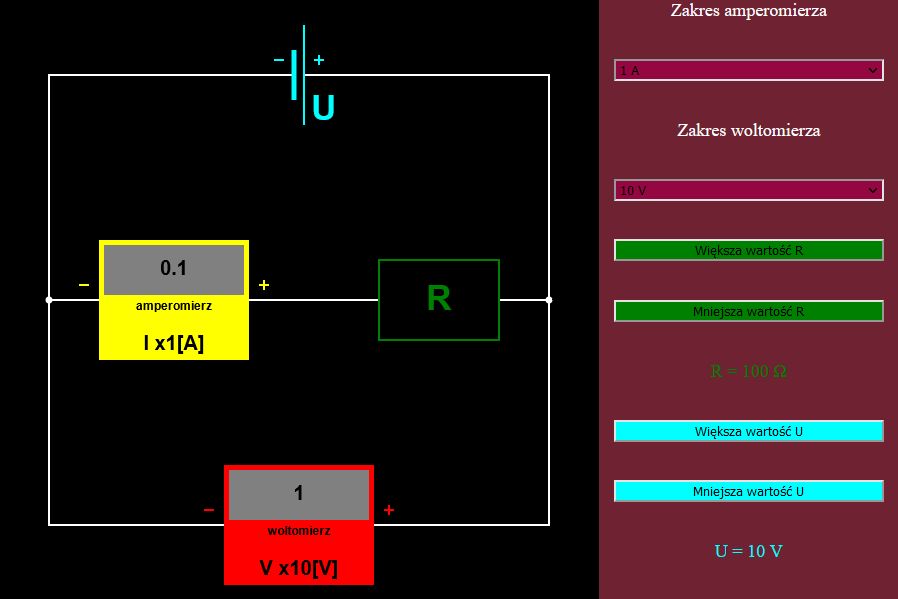 − +
U
0.1
− +
amperomierz
I x1[A]
R
1
− +
woltomierz
V x10[V]
Zakres amperomierza
1 A
Zakres woltomierza
10 V
Większa wartość R
Mniejsza wartość R
R = 100 Ω
Większa wartość U
Mniejsza wartość U
U = 10 V